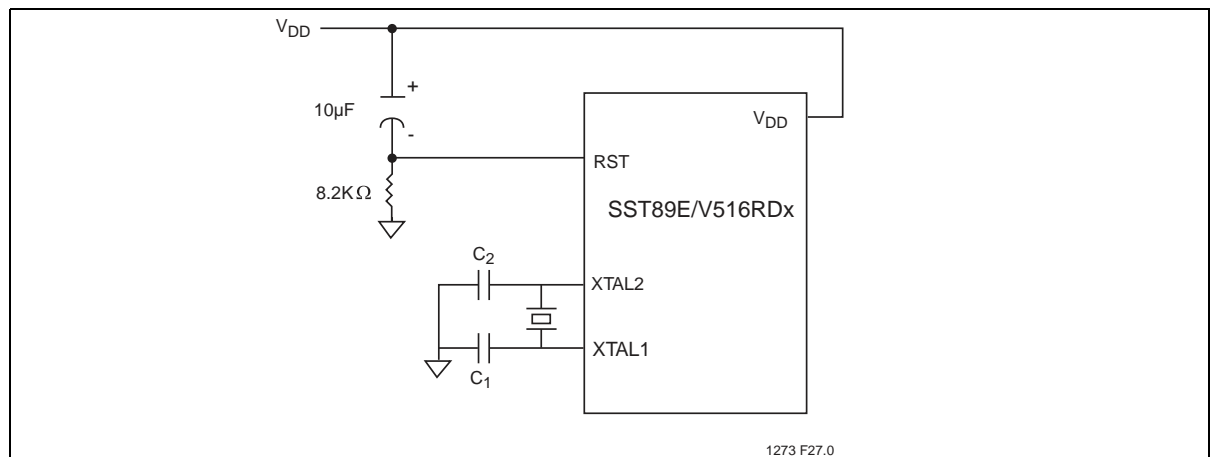 VDD
+
10µF
-
8.2KΩ
VDD
RST
SST89E/V516RDx
C2
XTAL2
XTAL1
C1
1273 F27.0